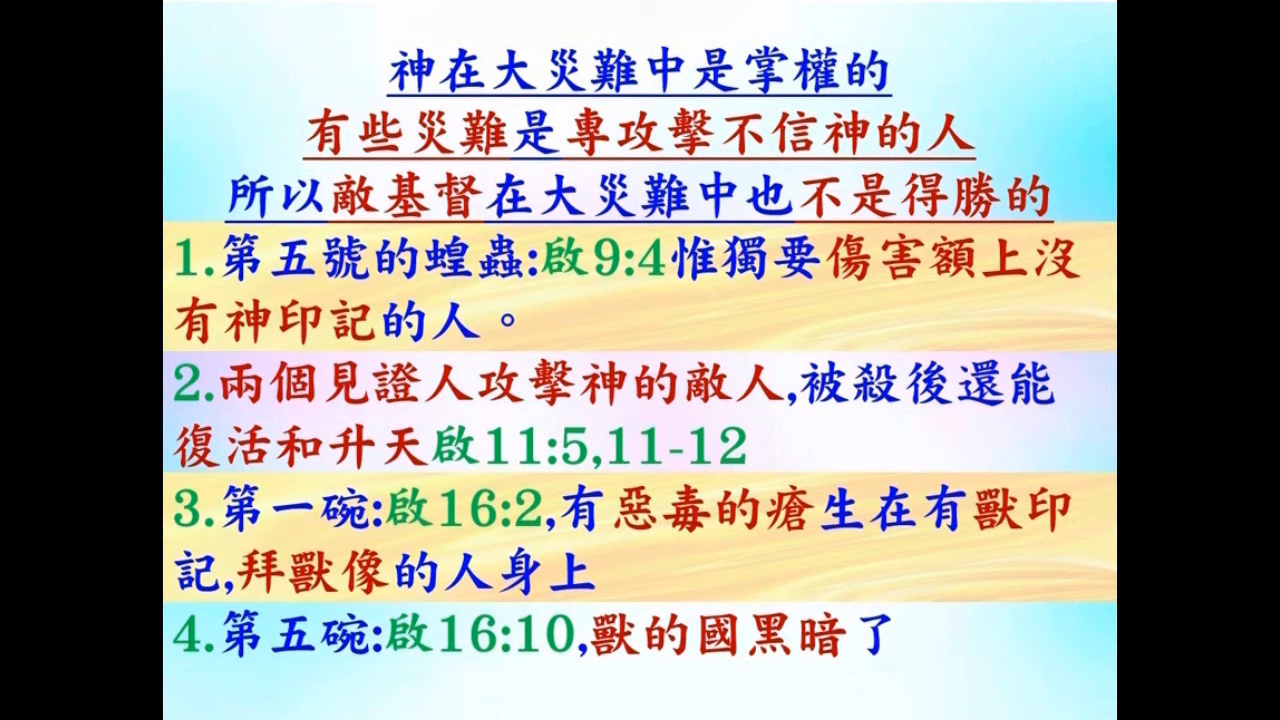 神在大災難中是掌權的
有些災難是專攻擊不信神的人
所以敵基督在大災難中也不是得勝的
1.第五號的蝗蟲:啟9:4惟獨要傷害額上沒
有神印記的人。
2.兩個見證人攻擊神的敵人,被殺後還能
復活和升天啟11:5,11-12
3.第一碗:啟16:2,有惡毒的瘡生在有獸印
記,拜獸像的人身上
4.第五碗:啟16:10,獸的國黑暗了